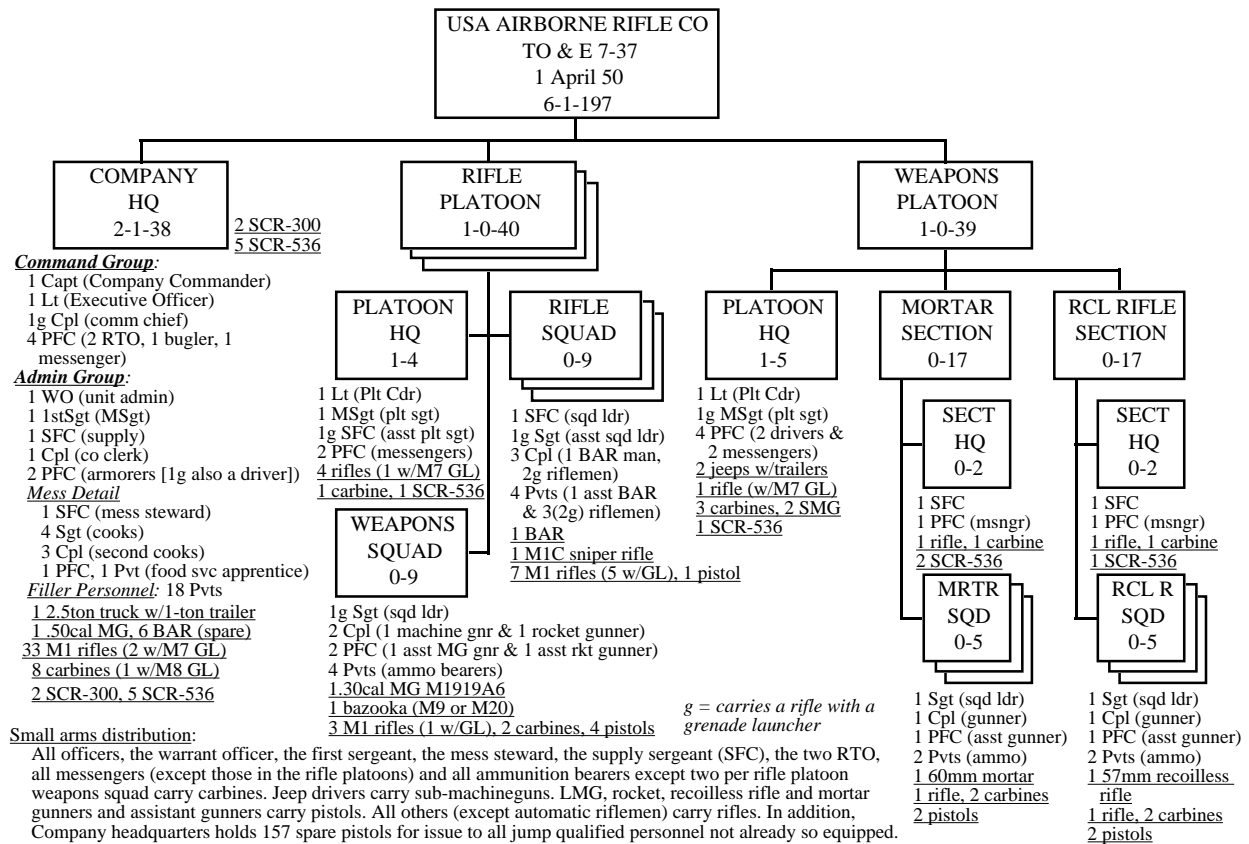 USA AIRBORNE RIFLE CO
TO & E 7-37
1 April 50
6-1-197
COMPANY
HQ
2-1-38
2 SCR-300
5 SCR-536
Command Group:
1 Capt (Company Commander)
1 Lt (Executive Officer)
1g Cpl (comm chief)
4 PFC (2 RTO, 1 bugler, 1
messenger)
Admin Group:
1 WO (unit admin)
1 1stSgt (MSgt)
1 SFC (supply)
1 Cpl (co clerk)
2 PFC (armorers [1g also a driver])
Mess Detail
1 SFC (mess steward)
4 Sgt (cooks)
3 Cpl (second cooks)
1 PFC, 1 Pvt (food svc apprentice)
Filler Personnel: 18 Pvts
1 2.5ton truck w/1-ton trailer
1 .50cal MG, 6 BAR (spare)
33 M1 rifles (2 w/M7 GL)
8 carbines (1 w/M8 GL)
2 SCR-300, 5 SCR-536
RIFLE
PLATOON
1-0-40
PLATOON
HQ
1-4
1 Lt (Plt Cdr)
1 MSgt (plt sgt)
1g SFC (asst plt sgt)
2 PFC (messengers)
4 rifles (1 w/M7 GL)
1 carbine, 1 SCR-536
RIFLE
SQUAD
0-9
1 SFC (sqd ldr)
1g Sgt (asst sqd ldr)
3 Cpl (1 BAR man,
2g riflemen)
4 Pvts (1 asst BAR
& 3(2g) riflemen)
1 BAR
1 M1C sniper rifle
7 M1 rifles (5 w/GL), 1 pistol
WEAPONS
SQUAD
0-9
1g Sgt (sqd ldr)
2 Cpl (1 machine gnr & 1 rocket gunner)
2 PFC (1 asst MG gnr & 1 asst rkt gunner)
4 Pvts (ammo bearers)
1.30cal MG M1919A6
1 bazooka (M9 or M20)
3 M1 rifles (1 w/GL), 2 carbines, 4 pistols
WEAPONS
PLATOON
1-0-39
PLATOON
HQ
1-5
1 Lt (Plt Cdr)
1g MSgt (plt sgt)
4 PFC (2 drivers &
2 messengers)
2 jeeps w/trailers
1 rifle (w/M7 GL)
3 carbines, 2 SMG
1 SCR-536
MORTAR
SECTION
0-17
SECT
HQ
0-2
1 SFC
1 PFC (msngr)
1 rifle, 1 carbine
2 SCR-536
MRTR
SQD
0-5
1 Sgt (sqd ldr)
1 Cpl (gunner)
1 PFC (asst gunner)
2 Pvts (ammo)
1 60mm mortar
1 rifle, 2 carbines
2 pistols
RCL RIFLE
SECTION
0-17
SECT
HQ
0-2
1 SFC
1 PFC (msngr)
1 rifle, 1 carbine
1 SCR-536
RCL R
SQD
0-5
1 Sgt (sqd ldr)
1 Cpl (gunner)
1 PFC (asst gunner)
2 Pvts (ammo)
1 57mm recoilless
rifle
1 rifle, 2 carbines
2 pistols
g = carries a rifle with a
grenade launcher
Small arms distribution:
All officers, the warrant officer, the first sergeant, the mess steward, the supply sergeant (SFC), the two RTO,
all messengers (except those in the rifle platoons) and all ammunition bearers except two per rifle platoon
weapons squad carry carbines. Jeep drivers carry sub-machineguns. LMG, rocket, recoilless rifle and mortar
gunners and assistant gunners carry pistols. All others (except automatic riflemen) carry rifles. In addition,
Company headquarters holds 157 spare pistols for issue to all jump qualified personnel not already so equipped.